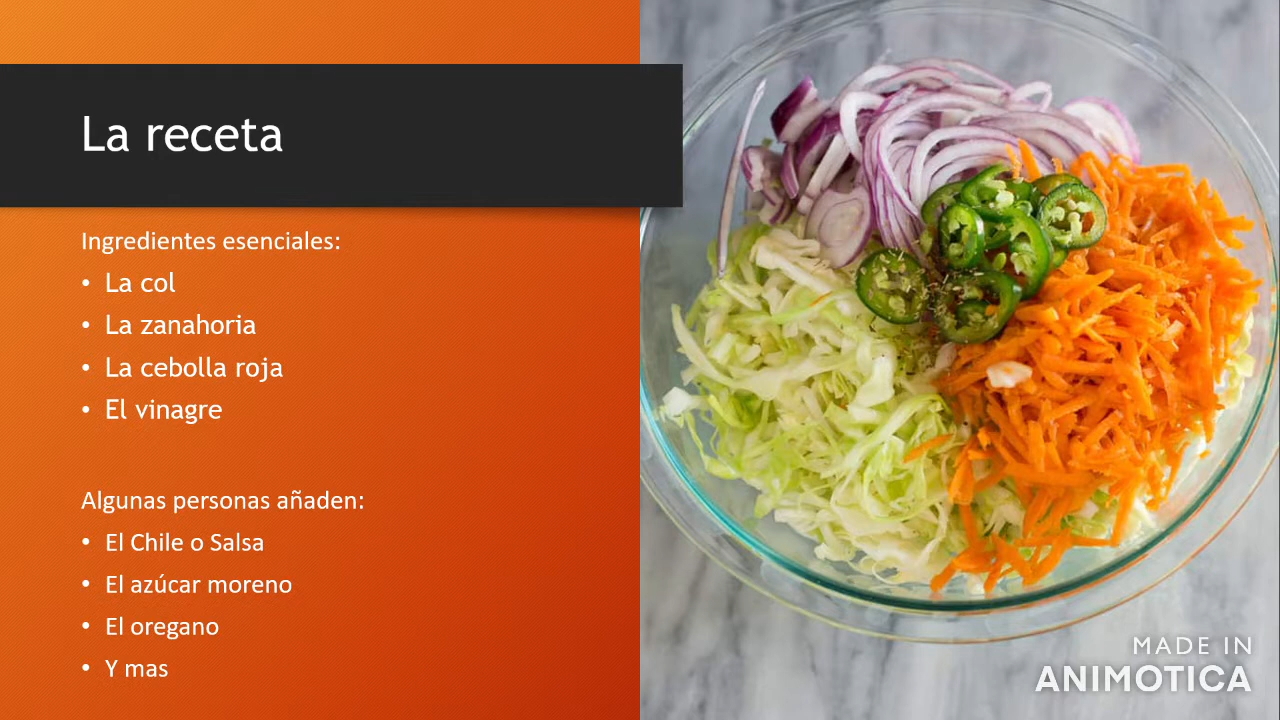 La receta
Ingredientes esenciales:
• La col
• La zanahoria
• La cebolla roja
• El vinagre
Algunas personas añaden:
• El Chile o Salsa
• El azúcar moreno
• El oregano
• Y mas
MADE IN
ANIMOTICA